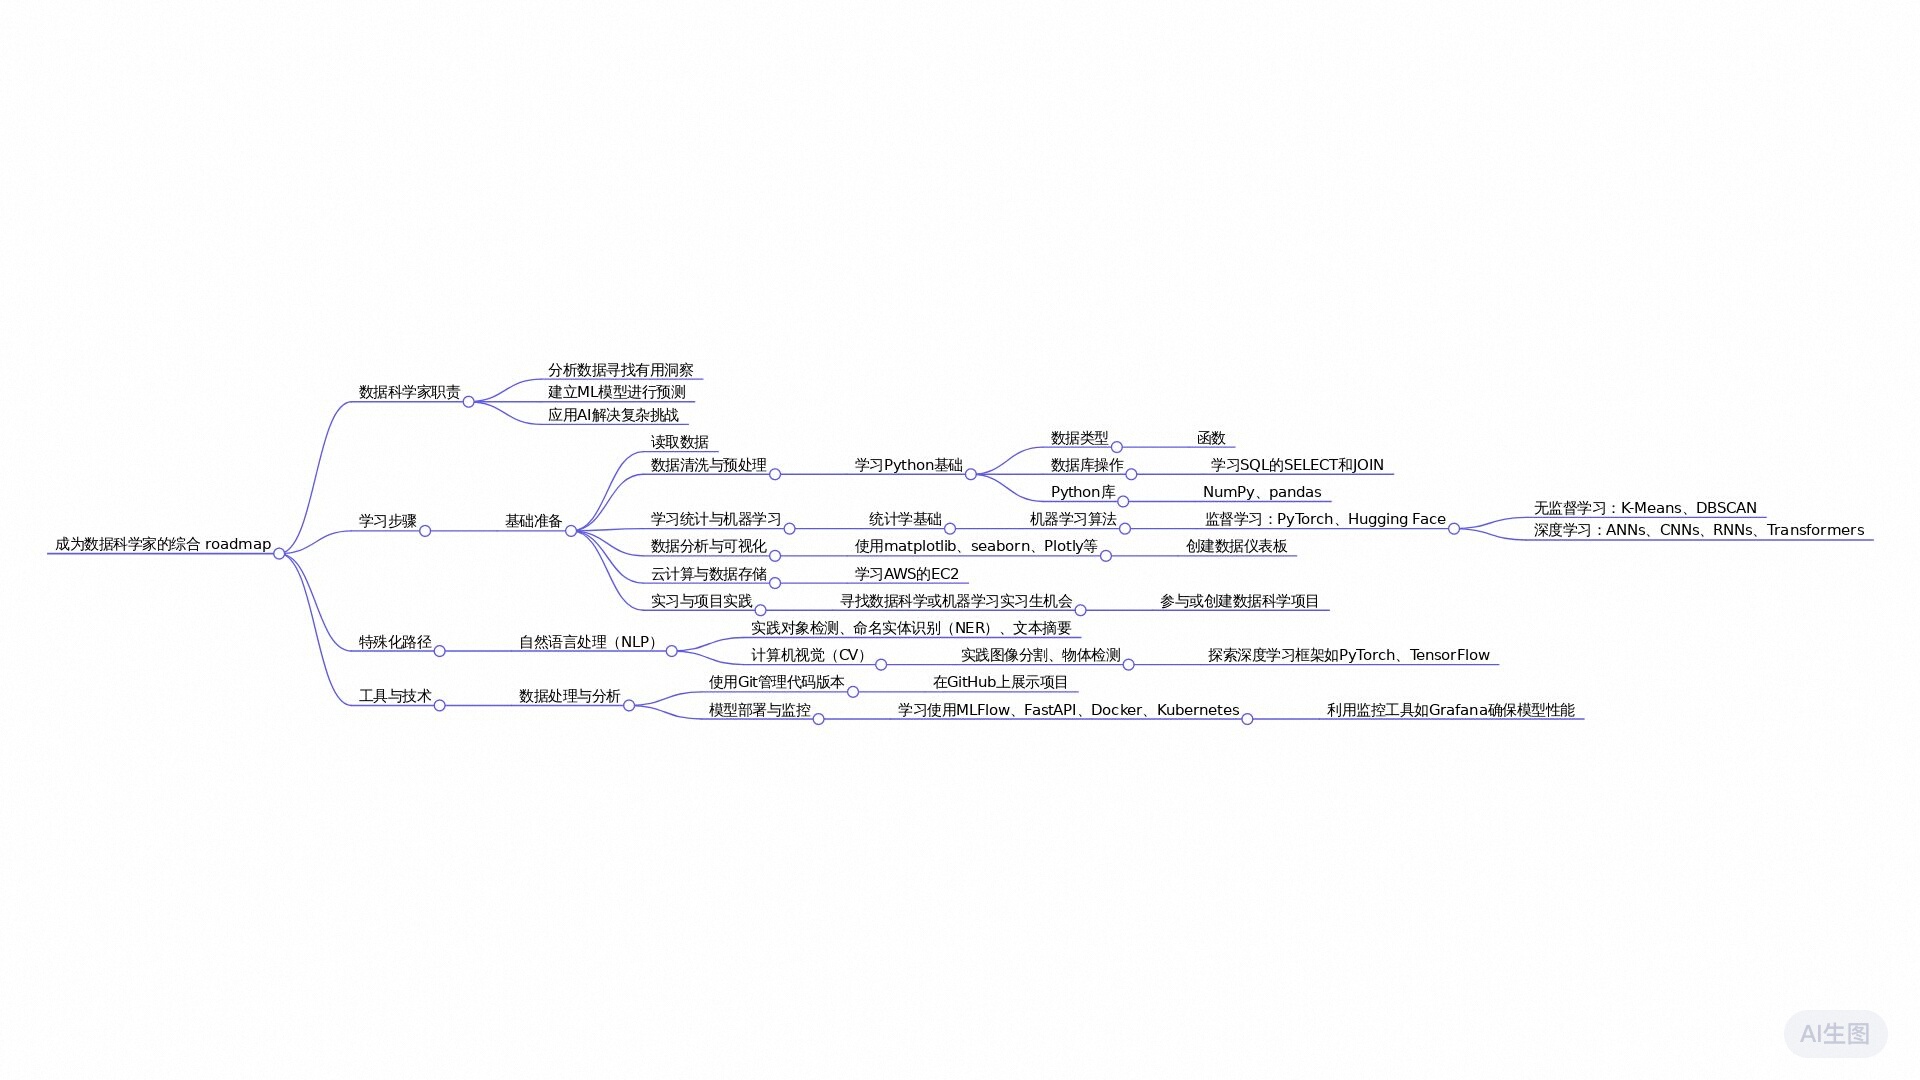 成为数据科学家的综合 roadmap
数据科学家职责
分析数据寻找有用洞察
建立ML模型进行预测
应用AI解决复杂挑战
学习步骤
基础准备
读取数据
数据清洗与预处理
学习Python基础
数据类型
函数
数据库操作
学习SQL的SELECT和JOIN
Python库
NumPy、pandas
学习统计与机器学习
统计学基础
机器学习算法
监督学习：PyTorch、Hugging Face
无监督学习：K-Means、DBSCAN
深度学习：ANNs、CNNs、RNNs、Transformers
数据分析与可视化
使用matplotlib、seaborn、Plotly等
创建数据仪表板
云计算与数据存储
学习AWS的EC2
实习与项目实践
寻找数据科学或机器学习实习生机会
参与或创建数据科学项目
特殊化路径
自然语言处理（NLP）
实践对象检测、命名实体识别（NER）、文本摘要
计算机视觉（CV）
实践图像分割、物体检测
探索深度学习框架如PyTorch、TensorFlow
工具与技术
数据处理与分析
使用Git管理代码版本
在GitHub上展示项目
模型部署与监控
学习使用MLFlow、FastAPI、Docker、Kubernetes
利用监控工具如Grafana确保模型性能
AI生图